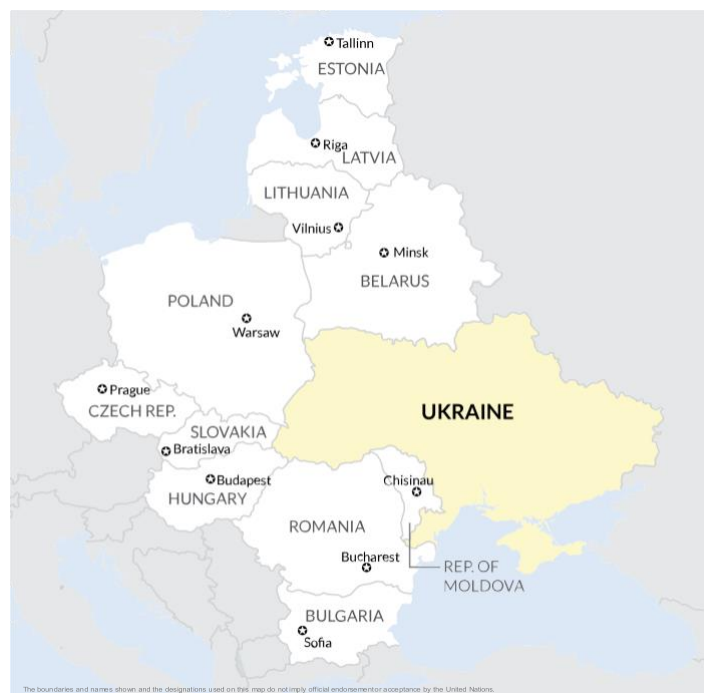 Tallinn
ESTONIA
Riga
LATVIA
LITHUANIA
Vilnius
Minsk
BELARUS
POLAND
Warsaw
Prague
CZECH REP.
UKRAINE
SLOVAKIA
Bratislava
Budapest
HUNGARY
Chisinau
ROMANIA
Bucharest
REP. OF
MOLDOVA
BULGARIA
Sofia
The boundaries and names shown and the designations used on this map do not imply official endorsement or acceptance by the United Nations.